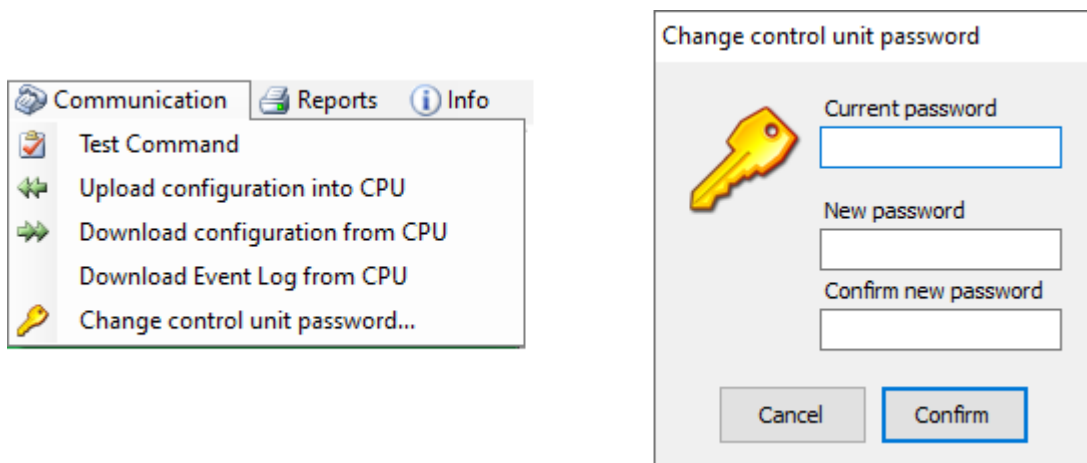 Communication Reports Info
Test Command
Upload configuration into CPU
Download configuration from CPU
Download Event Log from CPU
Change control unit password...
Change control unit password
Current password
New password
Confirm new password
Cancel Confirm